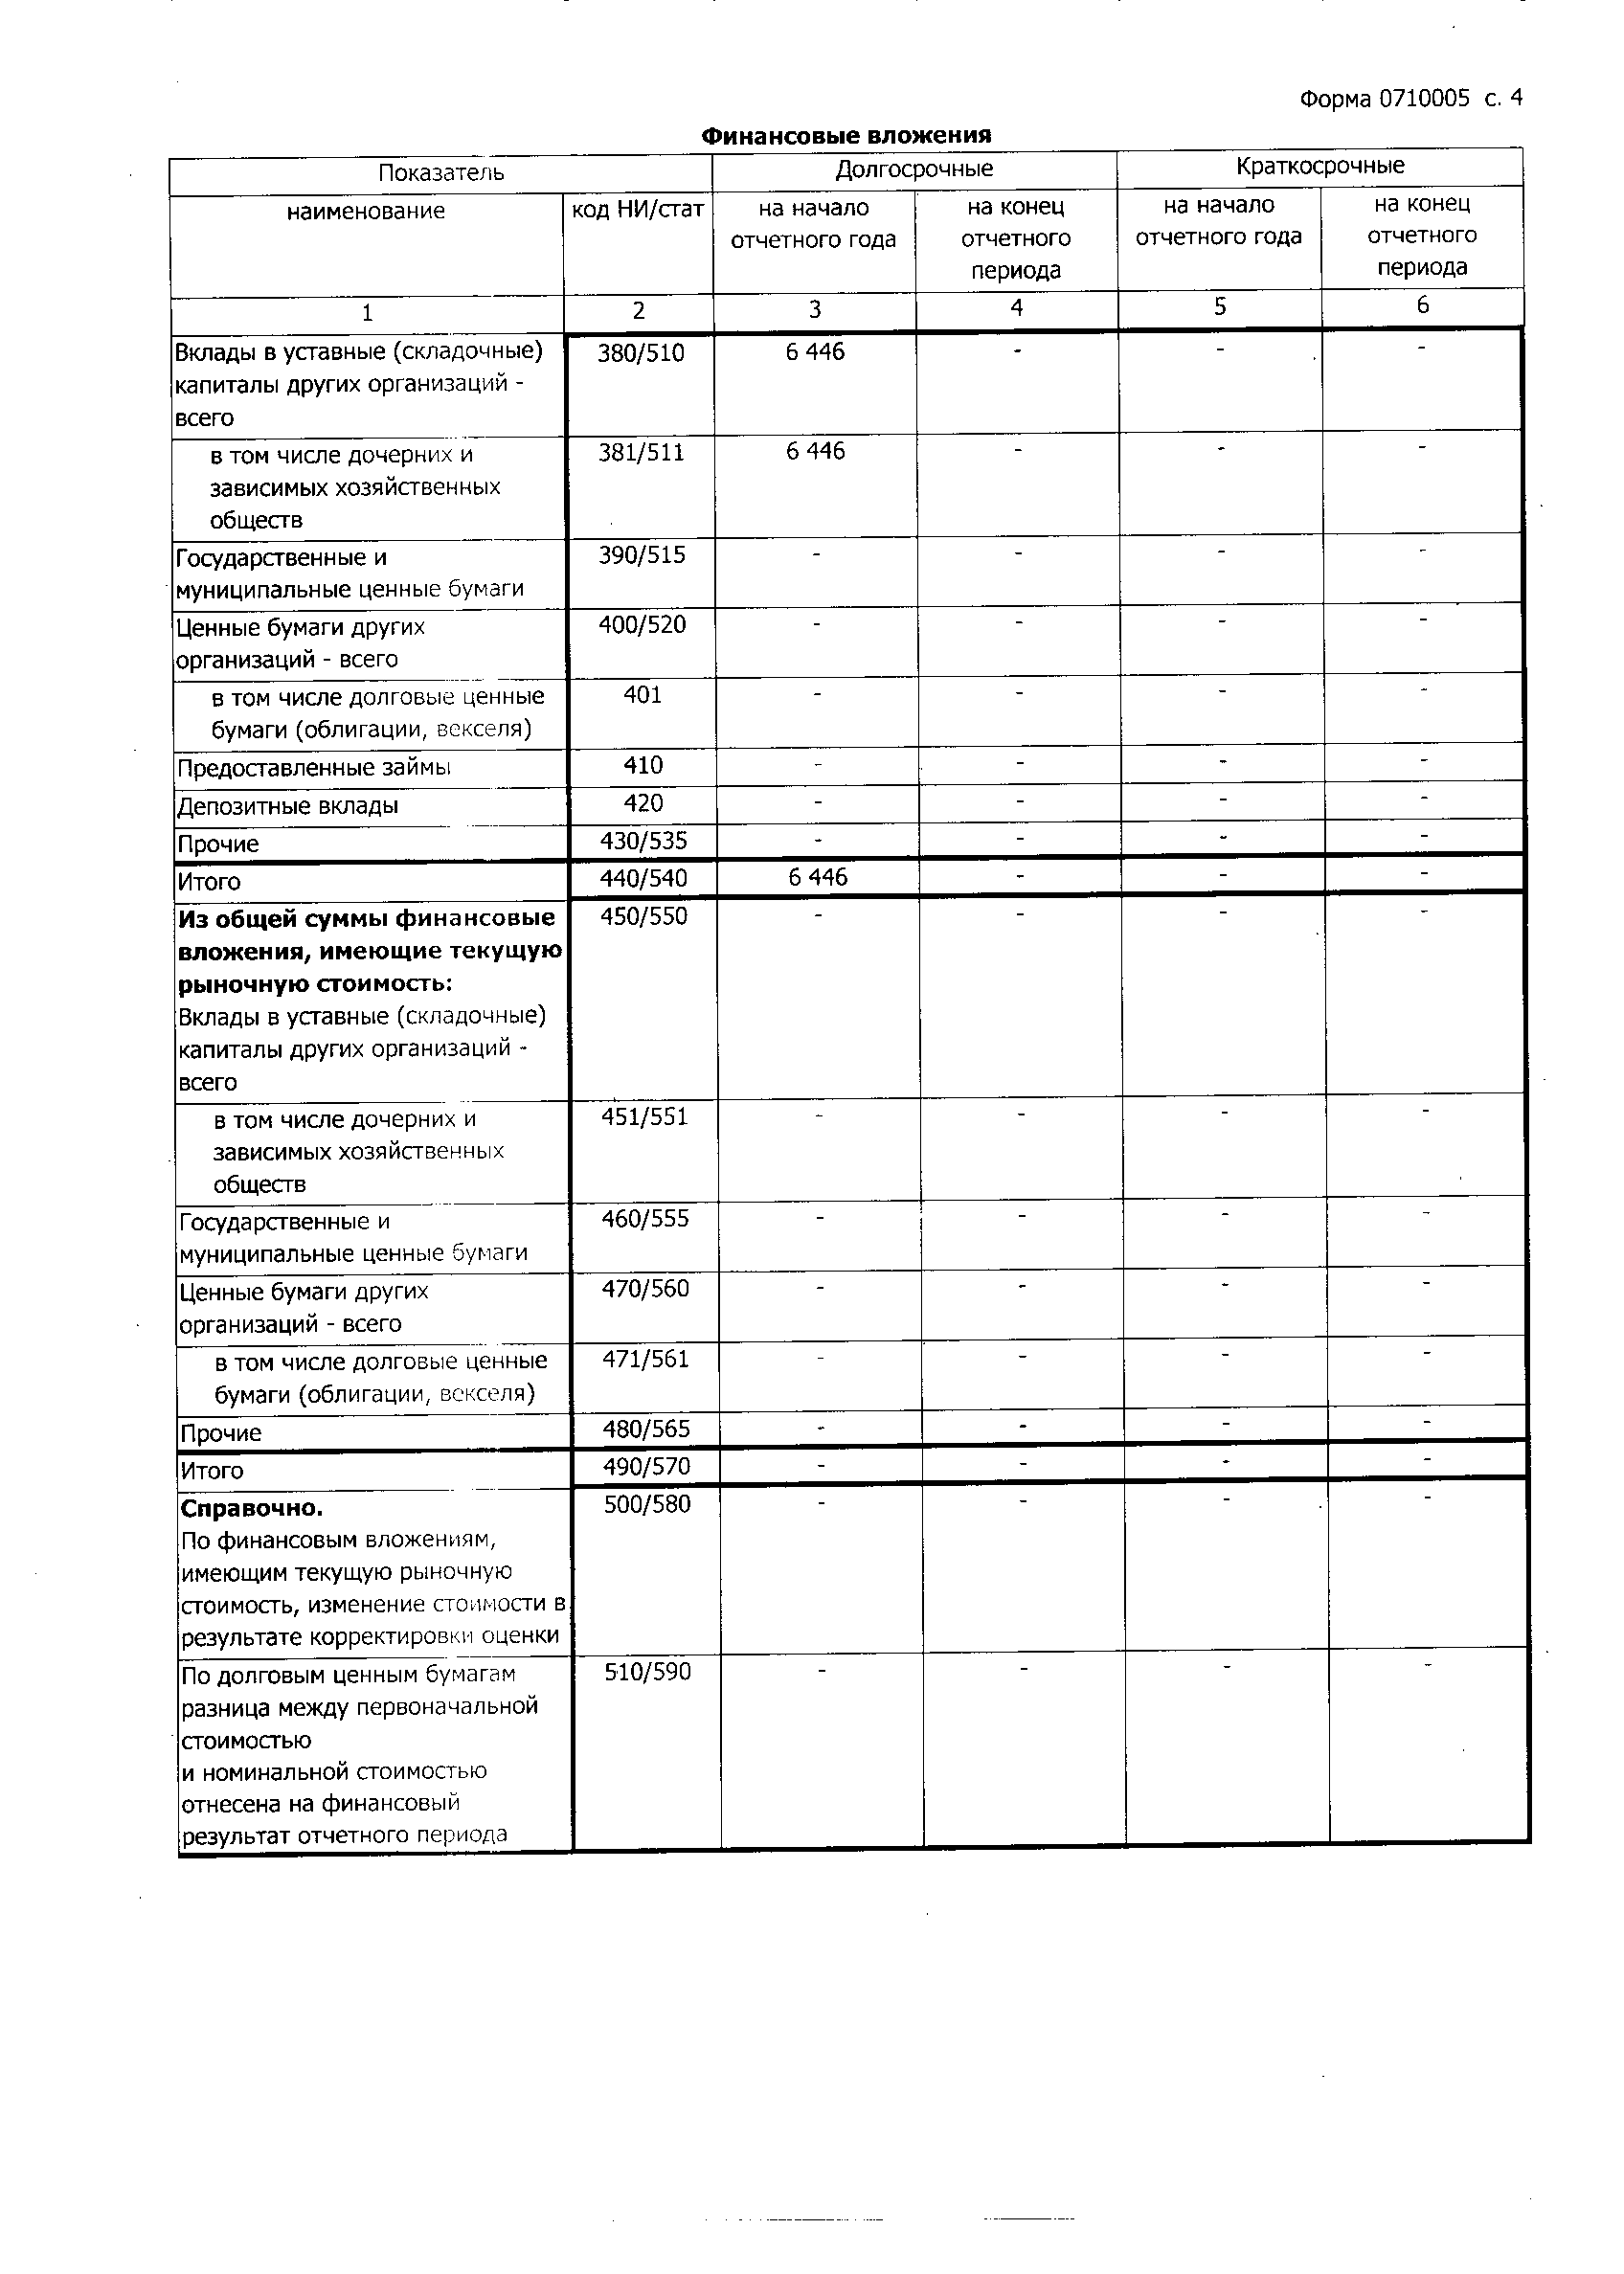 Форма 0710005 с. 4
Финансовые вложения
Показатель Долгосрочные Краткосрочные
наименование код НИ/стат на начало на конец на начало на конец
отчетного года отчетного отчетного года отчетного
периода периода
1 2 3 4 5 6
Вклады в уставные (складочные) 380/510 6 446 - - -
капиталы других организаций -
всего
в том числе дочерних и 381/511 6 446 - - -
зависимых хозяйственных
обществ
Государственные и 390/515 - - - -
муниципальные ценные бумаги
Ценные бумаги других 400/520 - - - -
организаций - всего
в том числе долговые ценные 401 - - - -
бумаги (облигации, векселя)
Предоставленные займы 410 - - - -
Депозитные вклады 420 - - - -
Прочие 430/535 - - - -
Итого 440/540 6 446 - - -
Из общей суммы финансовые 450/550 - - - -
вложения, имеющие текущую
рыночную стоимость:
Вклады в уставные (складочные)
капиталы других организаций -
всего
в том числе дочерних и 451/551 - - - -
зависимых хозяйственных
обществ
Государственные и 460/555 - - - -
муниципальные ценные бумаги
Ценные бумаги других 470/560 - - - -
организаций - всего
в том числе долговые ценные 471/561 - - - -
бумаги (облигации, векселя)
Прочие 480/565 - - - -
Итого 490/570 - - - -
Справочно. 500/580 - - - -
По финансовым вложениям,
имеющим текущую рыночную
стоимость, изменение стоимости в
результате корректировки оценки
По долговым ценным бумагам 510/590 - - - -
разница между первоначальной
стоимостью
и номинальной стоимостью
отнесена на финансовый
результат отчетного периода